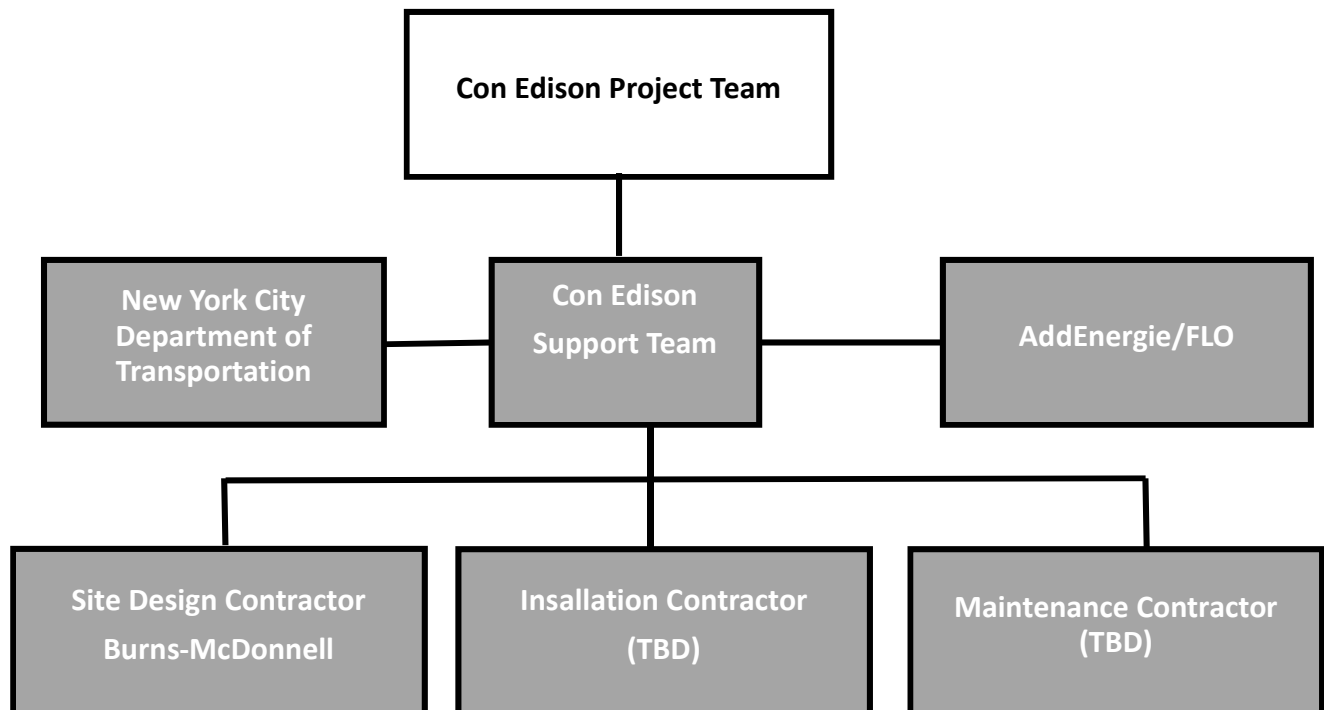 Con Edison Project Team
New York City
Department of
Transportation
Con Edison
Support Team
AddEnergie/FLO
Site Design Contractor
Burns-McDonnell
Insallation Contractor
(TBD)
Maintenance Contractor
(TBD)